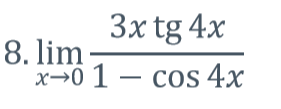 8. lim 3x tg 4x
x→0 1 − cos 4x